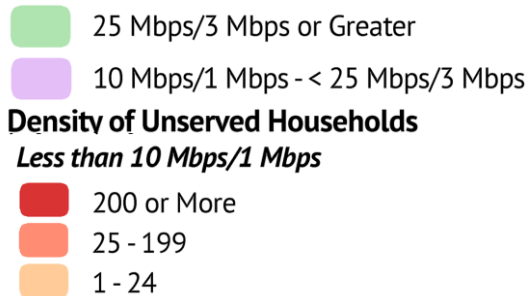 25 Mbps/3 Mbps or Greater
10 Mbps/1 Mbps - < 25 Mbps/3 Mbps
Density of Unserved Households
Less than 10 Mbps/1 Mbps
200 or More
25 - 199
1 - 24